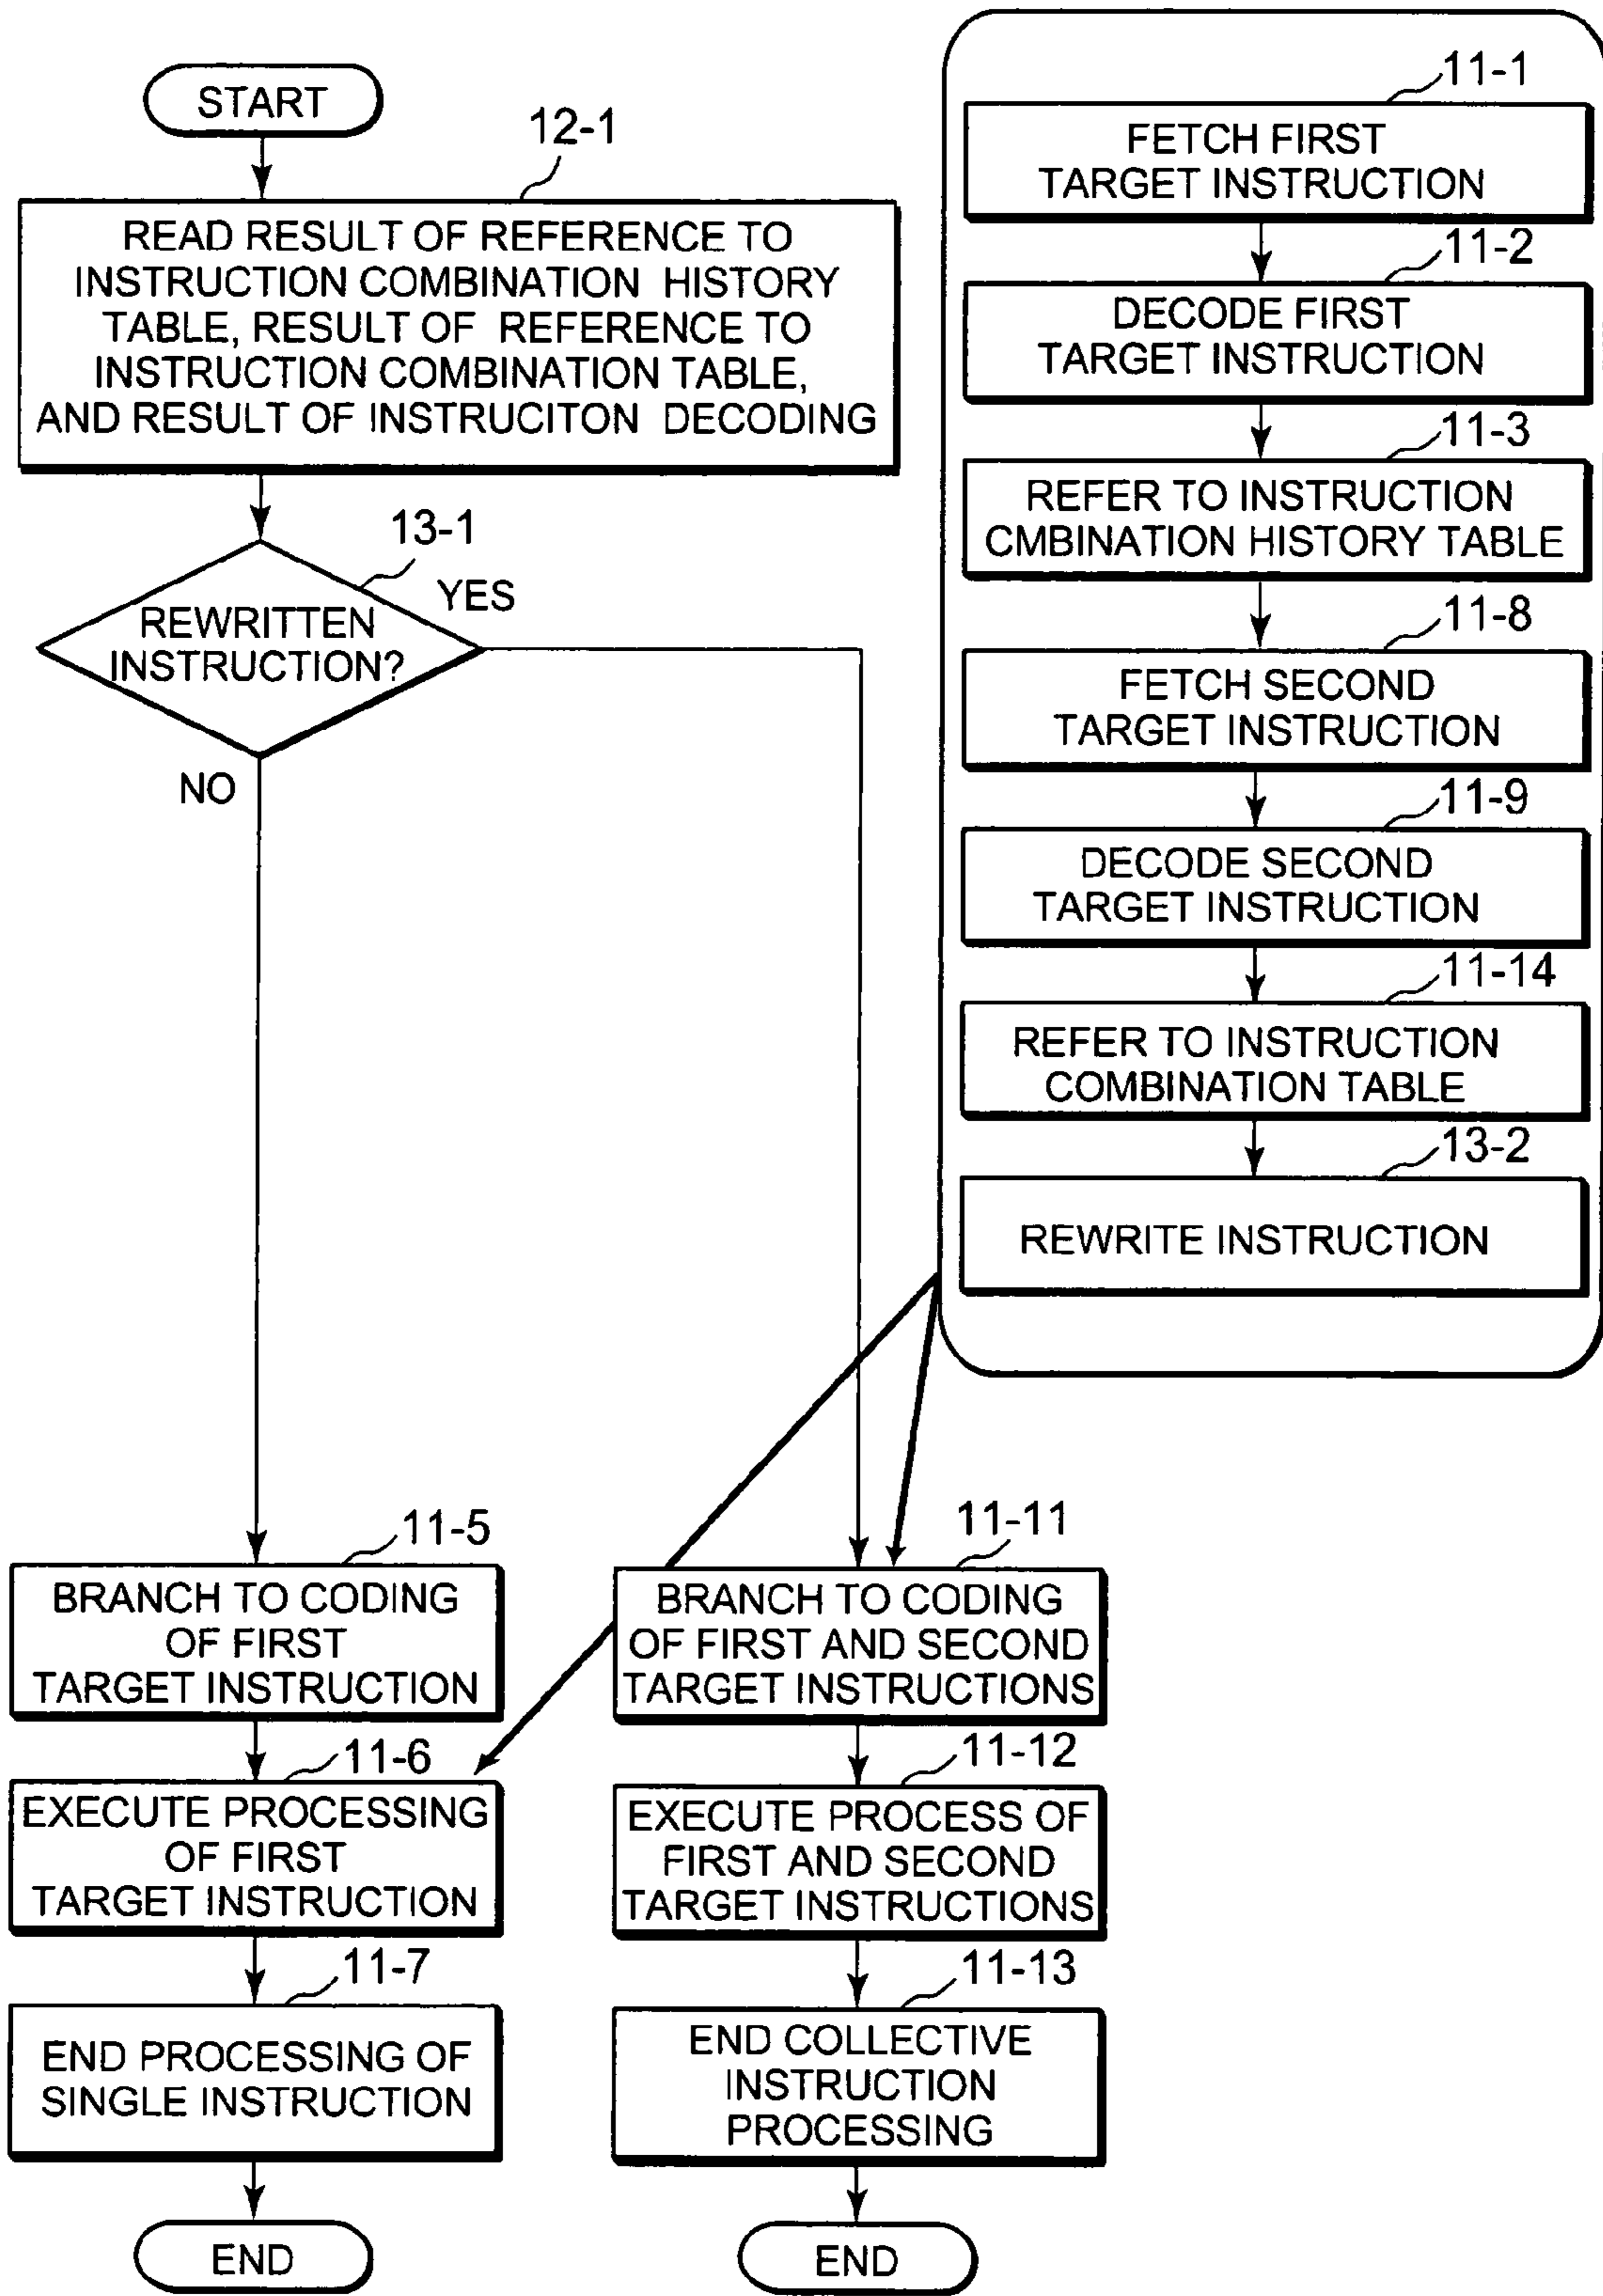 START
12-1
READ RESULT OF REFERENCE TO
INSTRUCTION COMBINATION HISTORY
TABLE, RESULT OF REFERENCE TO
INSTRUCTION COMBINATION TABLE,
AND RESULT OF INSTRUCITON DECODING
13-1
YES
REWRITTEN
INSTRUCTION?
NO
11-5
BRANCH TO CODING
OF FIRST
TARGET INSTRUCTION
11-6
EXECUTE PROCESSING
OF FIRST
TARGET INSTRUCTION
11-7
END PROCESSING OF
SINGLE INSTRUCTION
END
11-11
BRANCH TO CODING
OF FIRST AND SECOND
TARGET INSTRUCTIONS
11-12
EXECUTE PROCESS OF
FIRST AND SECOND
TARGET INSTRUCTIONS
11-13
END COLLECTIVE
INSTRUCTION
PROCESSING
END
11-1
FETCH FIRST
TARGET INSTRUCTION
11-2
DECODE FIRST
TARGET INSTRUCTION
11-3
REFER TO INSTRUCTION
CMBINATION HISTORY TABLE
11-8
FETCH SECOND
TARGET INSTRUCTION
11-9
DECODE SECOND
TARGET INSTRUCTION
11-14
REFER TO INSTRUCTION
COMBINATION TABLE
13-2
REWRITE INSTRUCTION